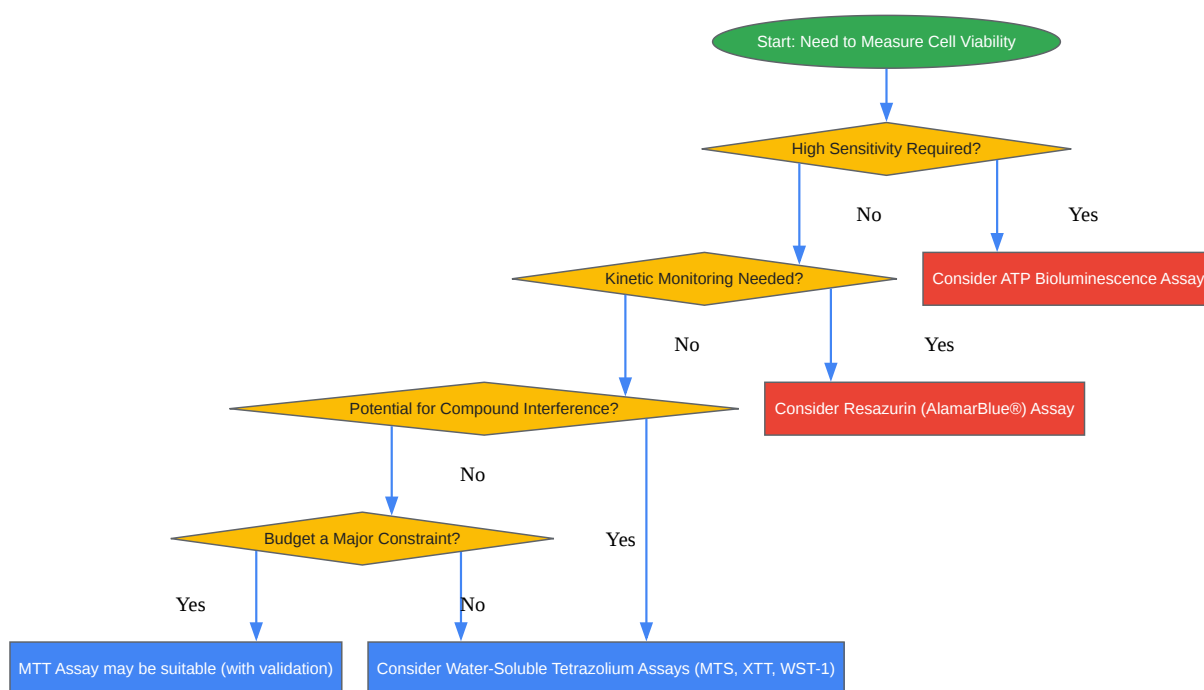 Start: Need to Measure Cell Viability
High Sensitivity Required?
No
Yes
Kinetic Monitoring Needed?
Consider ATP Bioluminescence Assay
No
Yes
Potential for Compound Interference?
Consider Resazurin (AlamarBlue®) Assay
No
Budget a Major Constraint?
Yes
Yes
No
MTT Assay may be suitable (with validation)
Consider Water-Soluble Tetrazolium Assays (MTS, XTT, WST-1)